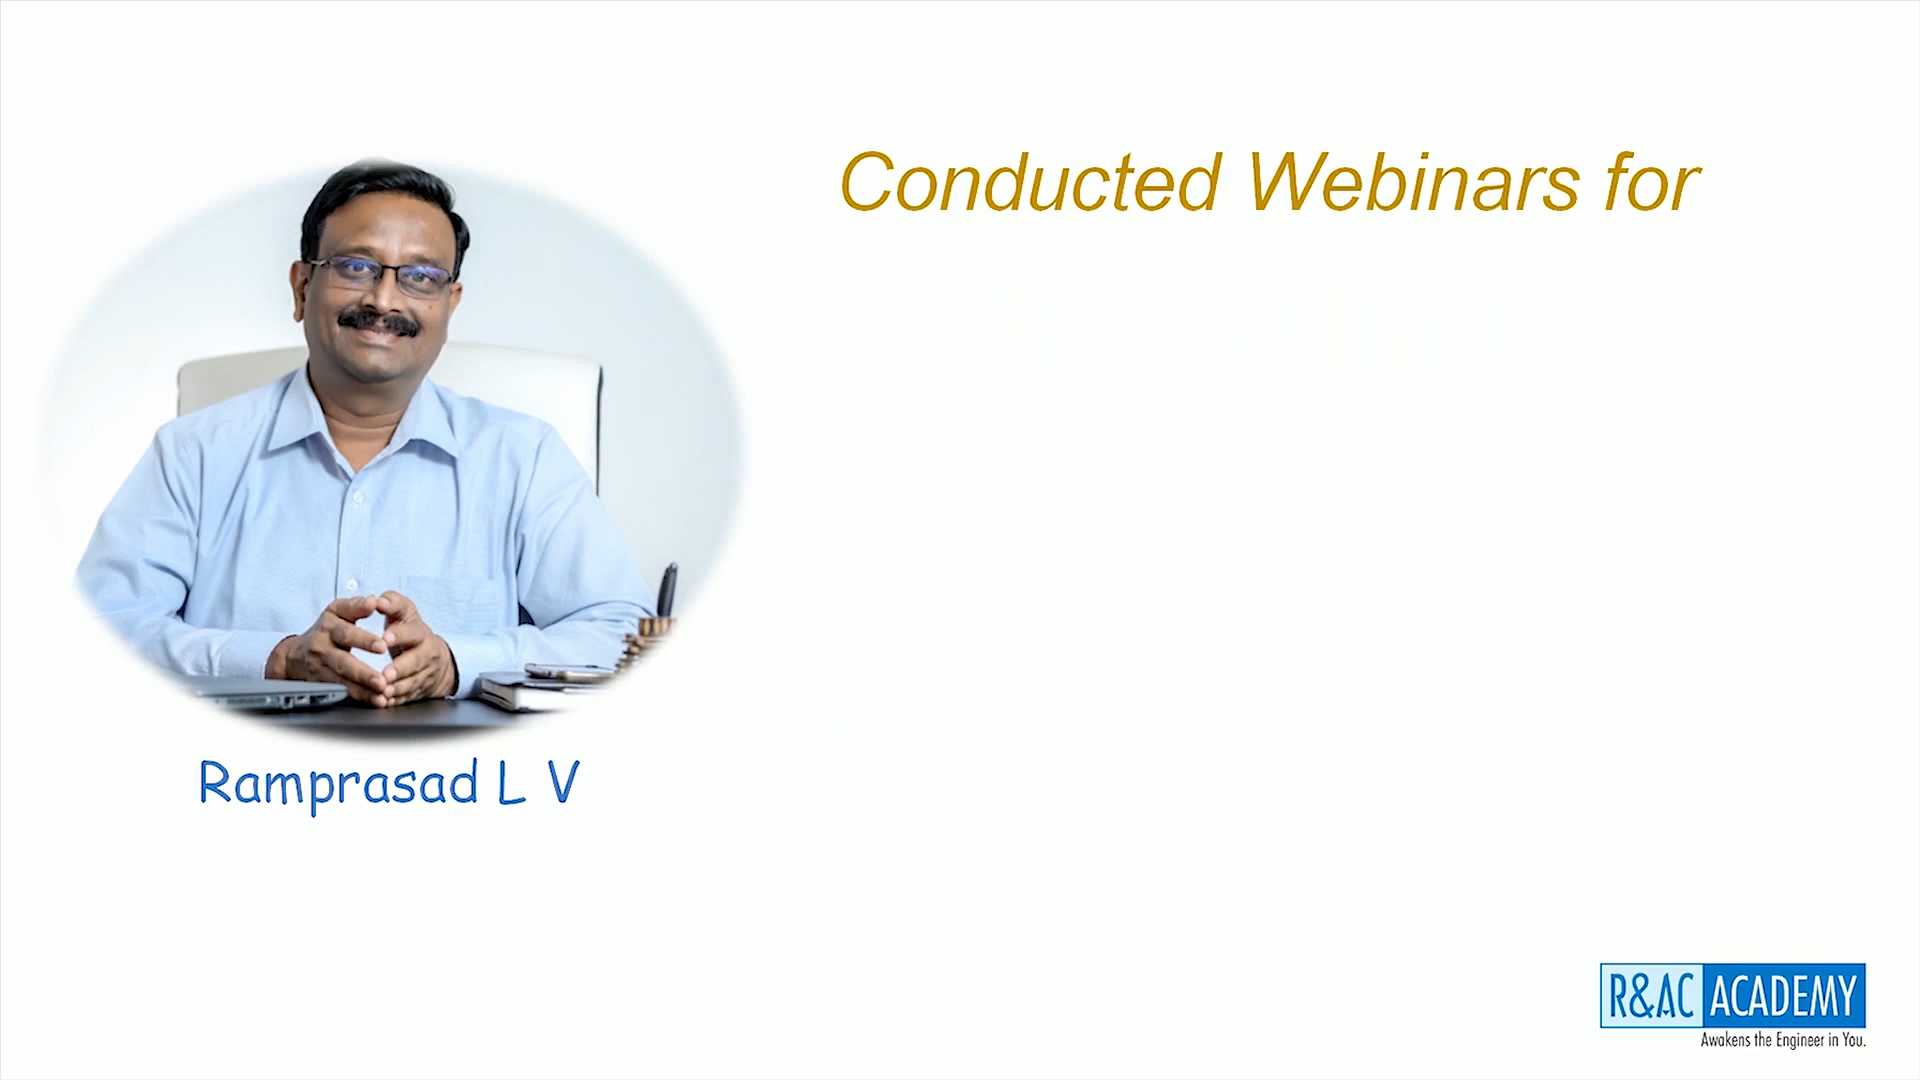 Conducted Webinars for
Ramprasad L V
R&AC ACADEMY
Awakens the Engineer in You.